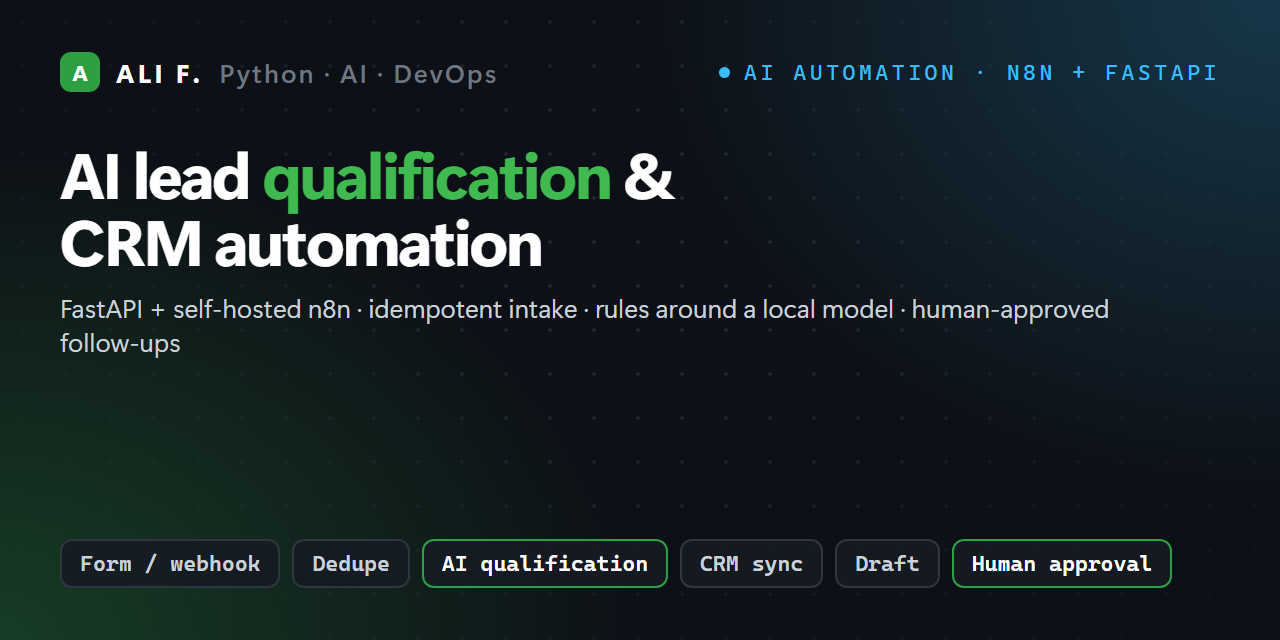 A ALI F. Python · AI · DevOps
AI AUTOMATION · N8N + FASTAPI
AI lead qualification &
CRM automation
FastAPI + self-hosted n8n · idempotent intake · rules around a local model · human-approved
follow-ups
Form / webhook
Dedupe
AI qualification
CRM sync
Draft
Human approval